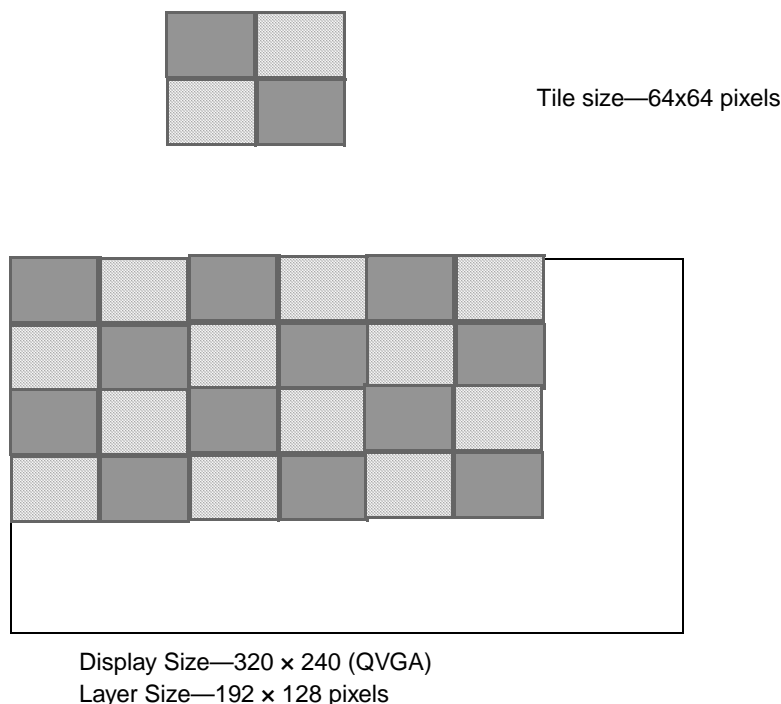 Tile size—64x64 pixels
Display Size—320 × 240 (QVGA)
Layer Size—192 × 128 pixels